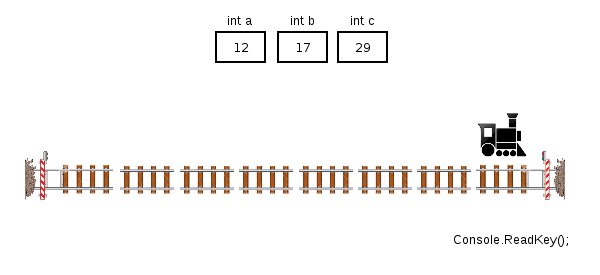 int a int b int c
12 17 29
Console.ReadKey();